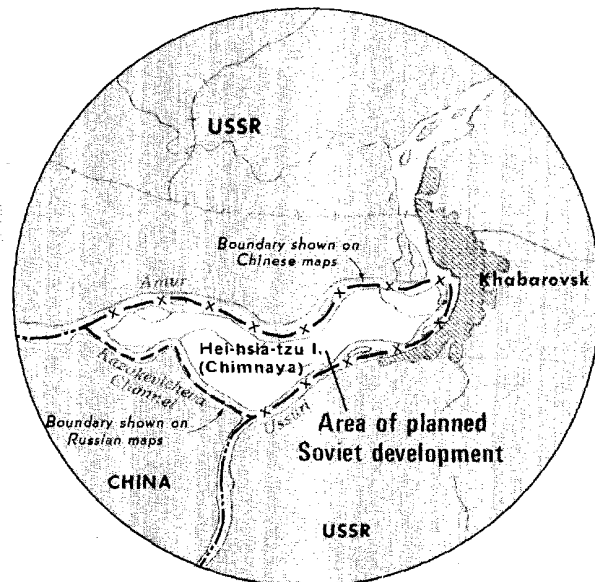 USSR
Boundary shown on
Chinese maps
Amur
Khabarovsk
Hei-hsia-tzu I.
(Chimnaya)
Kazakevicheva
Channel
Ussuri
Boundary shown on
Russian maps
Area of planned
Soviet development
CHINA
USSR